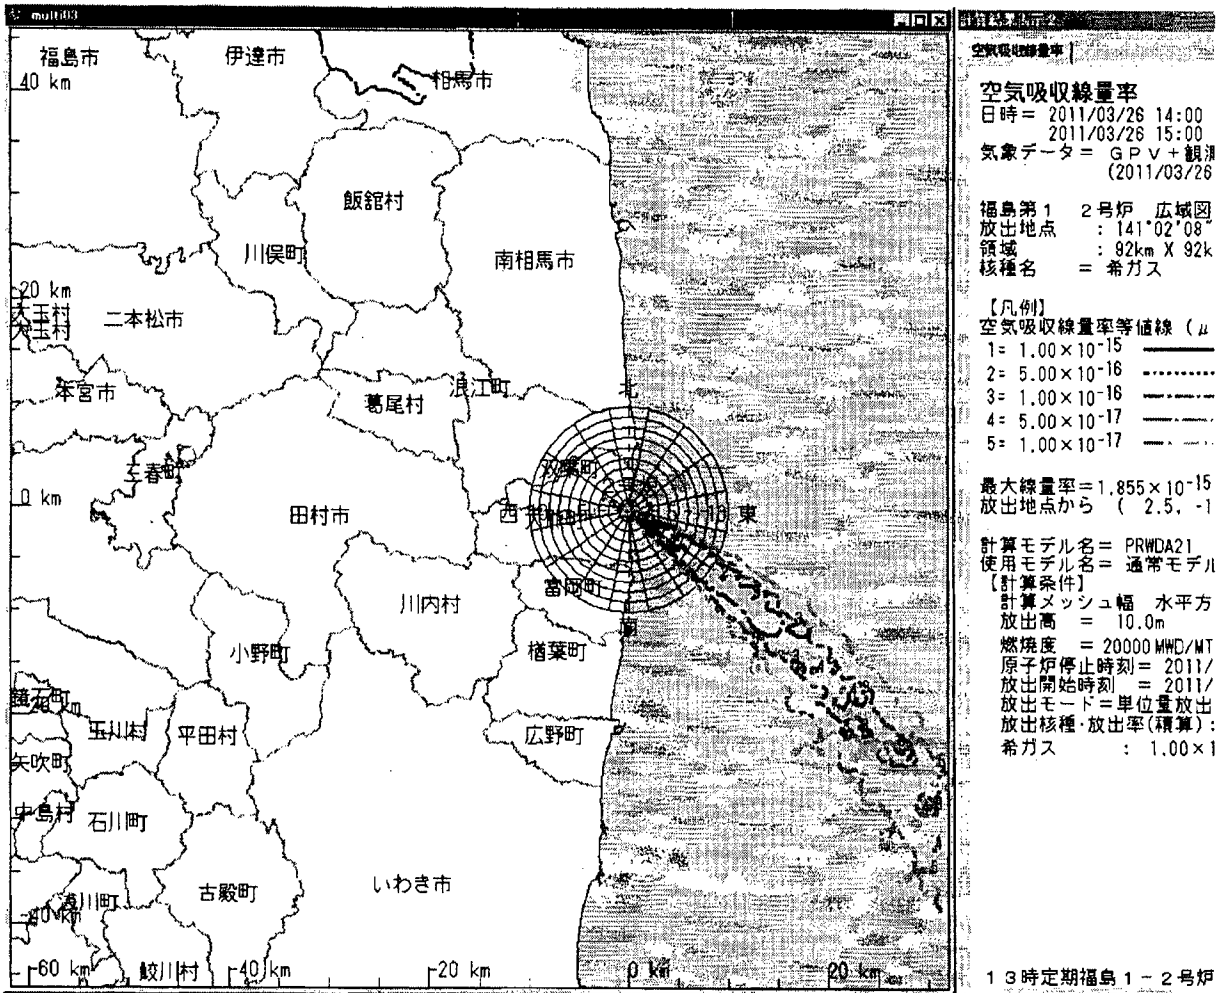 multi03
福島市
伊達市
相馬市
40 km
飯舘村
川俣町
南相馬市
20 km
大玉村
大玉村
二本松市
本宮市
浪江町
北
葛尾村
三春町
双葉町
0 km
田村市
西
東
富岡町
川内村
南
小野町
楢葉町
鏡石町
玉川村
平田村
広野町
矢吹町
中島村
石川町
浅川町
古殿町
いわき市
-40 km
鮫川村
-60 km
-40 km
-20 km
0 km
20 km
空気吸収線量率
空気吸収線量率
日時= 2011/03/26 14:00
2011/03/26 15:00
気象データ= GPV+観測
(2011/03/26
福島第1 2号炉 広域図
放出地点 : 141°02'08"
領域 : 92km X 92k
核種名 = 希ガス
【凡例】
空気吸収線量率等値線(μ
1= 1.00×10-15
2= 5.00×10-16
3= 1.00×10-16
4= 5.00×10-17
5= 1.00×10-17
最大線量率=1.855×10-15
放出地点から ( 2.5, -1
計算モデル名= PRWDA21
使用モデル名= 通常モデル
【計算条件】
計算メッシュ幅 水平方
放出高 = 10.0m
燃焼度 = 20000MWD/MT
原子炉停止時刻= 2011/
放出開始時刻 = 2011/
放出モード=単位量放出
放出核種・放出率(積算):
希ガス : 1.00×1
13時定期福島1-2号炉